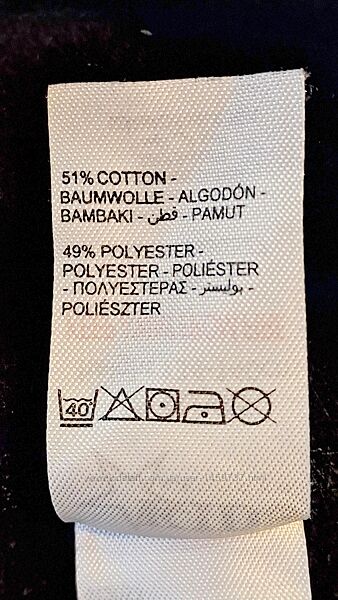 51% COTTON -
BAUMWOLLE - ALGODÓN -
BAMBAKI - قطن - PAMUT
49% POLYESTER -
POLYESTER - POLIÉSTER
- ΠΟΛΥΕΣΤΕΡΑΣ - بوليستر -
POLIÉSZTER
40